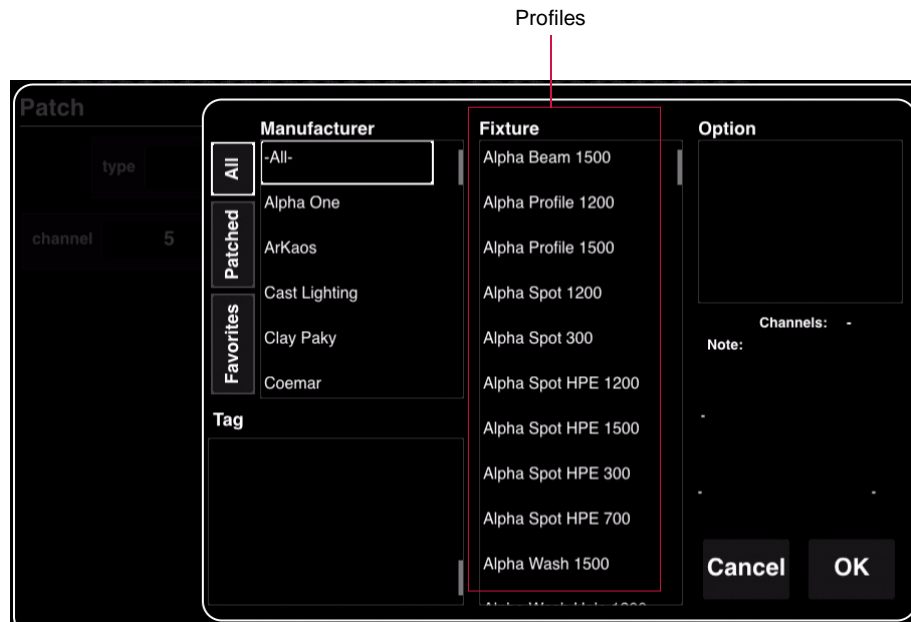 Profiles
Patch
type
channel 5
All
Patched
Favorites
Manufacturer
-All-
Alpha One
ArKaos
Cast Lighting
Clay Paky
Coemar
Tag
Fixture
Alpha Beam 1500
Alpha Profile 1200
Alpha Profile 1500
Alpha Spot 1200
Alpha Spot 300
Alpha Spot HPE 1200
Alpha Spot HPE 1500
Alpha Spot HPE 300
Alpha Spot HPE 700
Alpha Wash 1500
Option
Channels: -
Note:
-
- -
Cancel OK